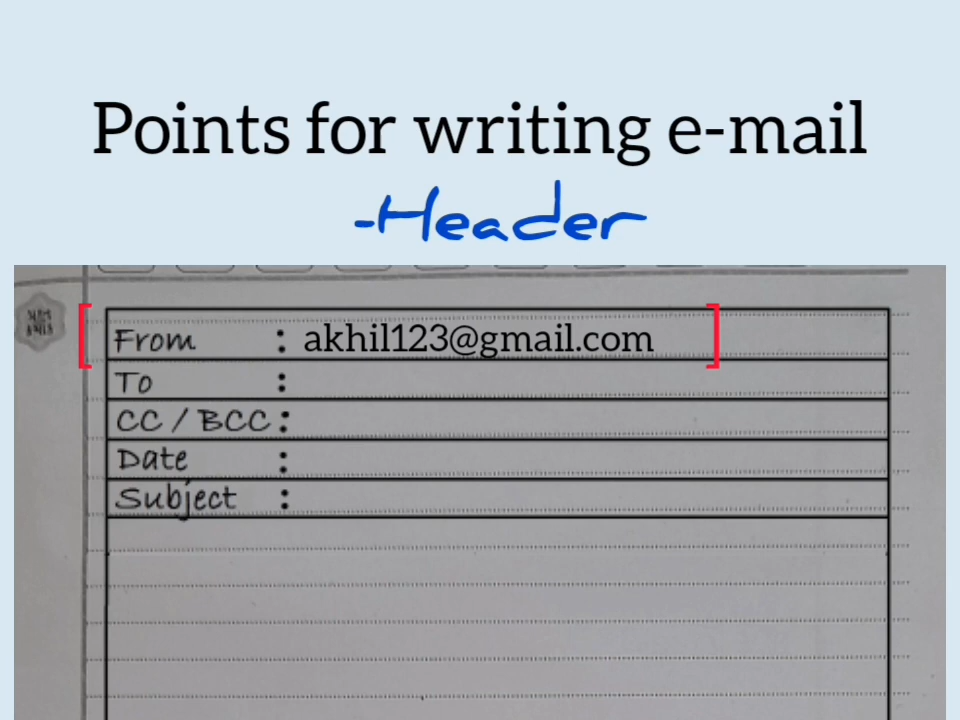 Points for writing e-mail
-Header
From : akhil123@gmail.com
To :
CC / BCC :
Date :
Subject :